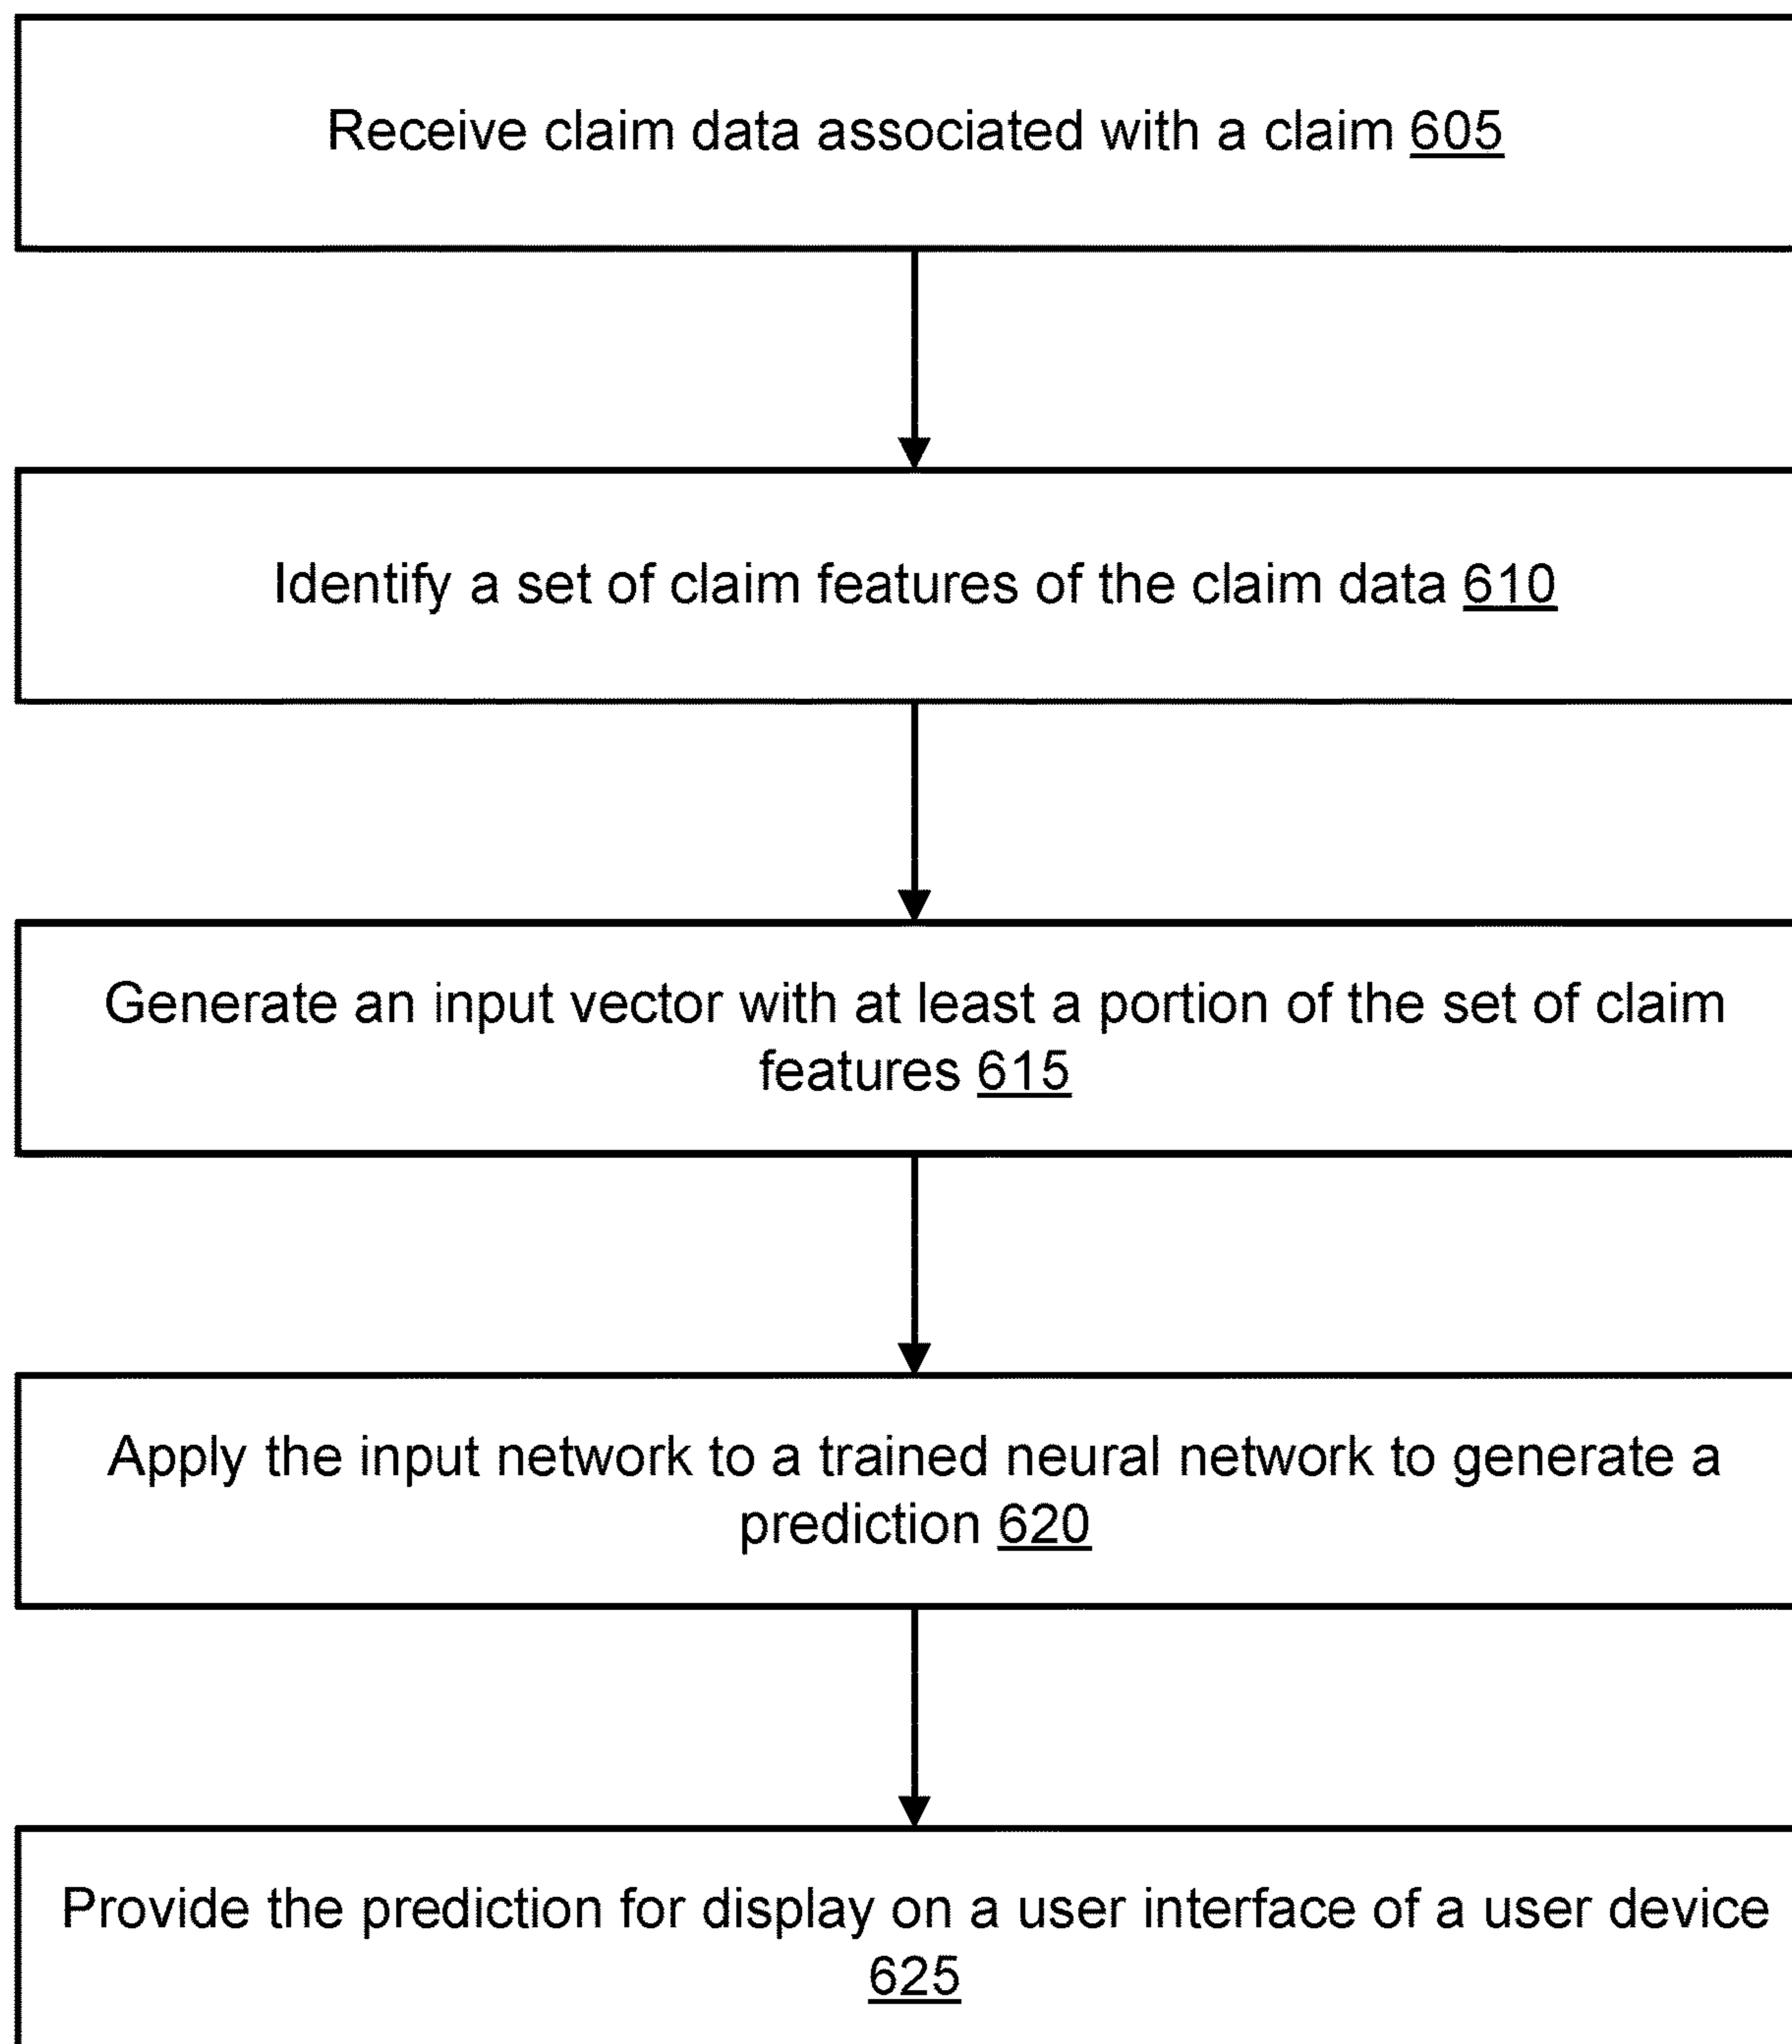 Receive claim data associated with a claim 605
Identify a set of claim features of the claim data 610
Generate an input vector with at least a portion of the set of claim
features 615
Apply the input network to a trained neural network to generate a
prediction 620
Provide the prediction for display on a user interface of a user device
625